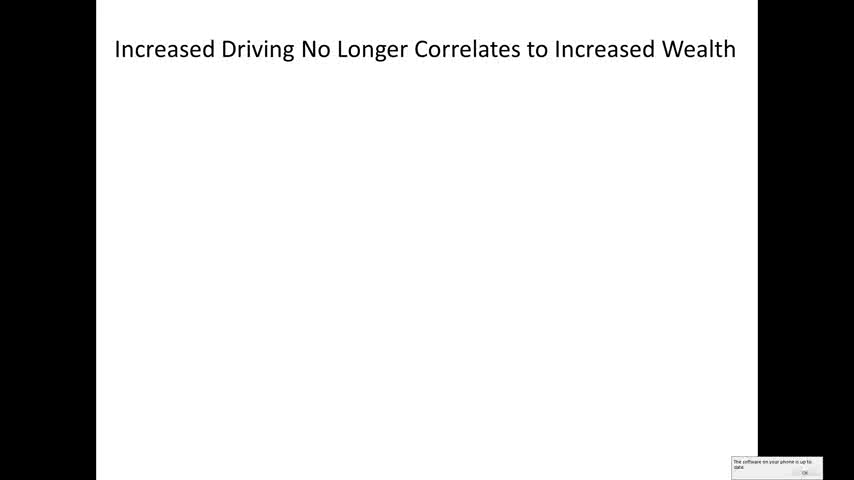 Increased Driving No Longer Correlates to Increased Wealth
The software on your phone is up to
date
OK